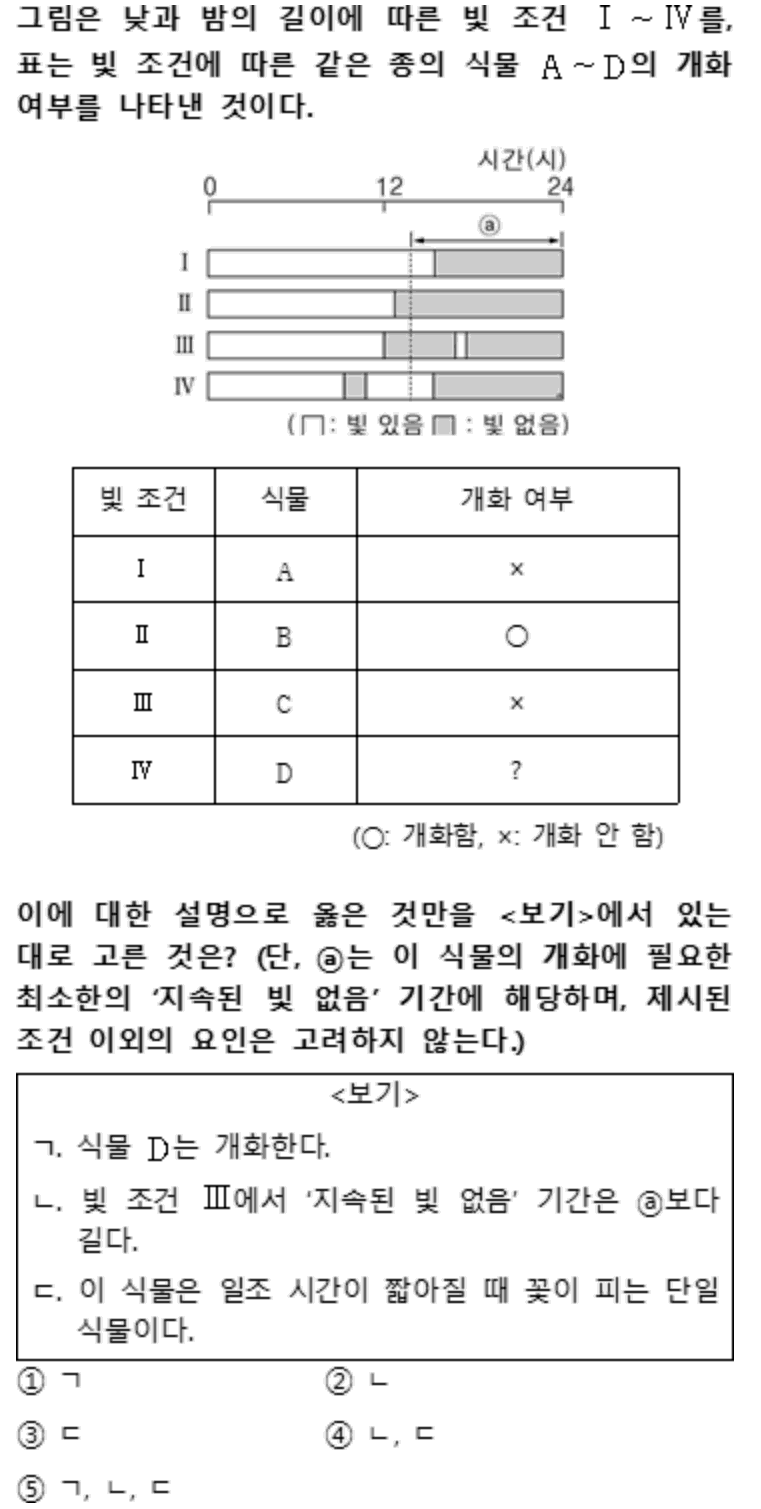 그림은 낮과 밤의 길이에 따른 빛 조건 Ⅰ ~ Ⅳ를,
표는 빛 조건에 따른 같은 종의 식물 A ~ D의 개화
여부를 나타낸 것이다.
시간(시)
0 12 24
ⓐ
Ⅰ
Ⅱ
Ⅲ
Ⅳ
(□: 빛 있음 ■ : 빛 없음)
빛 조건 식물 개화 여부
Ⅰ A ×
Ⅱ B ○
Ⅲ C ×
Ⅳ D ?
(○: 개화함, ×: 개화 안 함)
이에 대한 설명으로 옳은 것만을 <보기>에서 있는
대로 고른 것은? (단, ⓐ는 이 식물의 개화에 필요한
최소한의 ‘지속된 빛 없음’ 기간에 해당하며, 제시된
조건 이외의 요인은 고려하지 않는다.)
<보기>
ㄱ. 식물 D는 개화한다.
ㄴ. 빛 조건 Ⅲ에서 ‘지속된 빛 없음’ 기간은 ⓐ보다
길다.
ㄷ. 이 식물은 일조 시간이 짧아질 때 꽃이 피는 단일
식물이다.
① ㄱ ② ㄴ
③ ㄷ ④ ㄴ, ㄷ
⑤ ㄱ, ㄴ, ㄷ